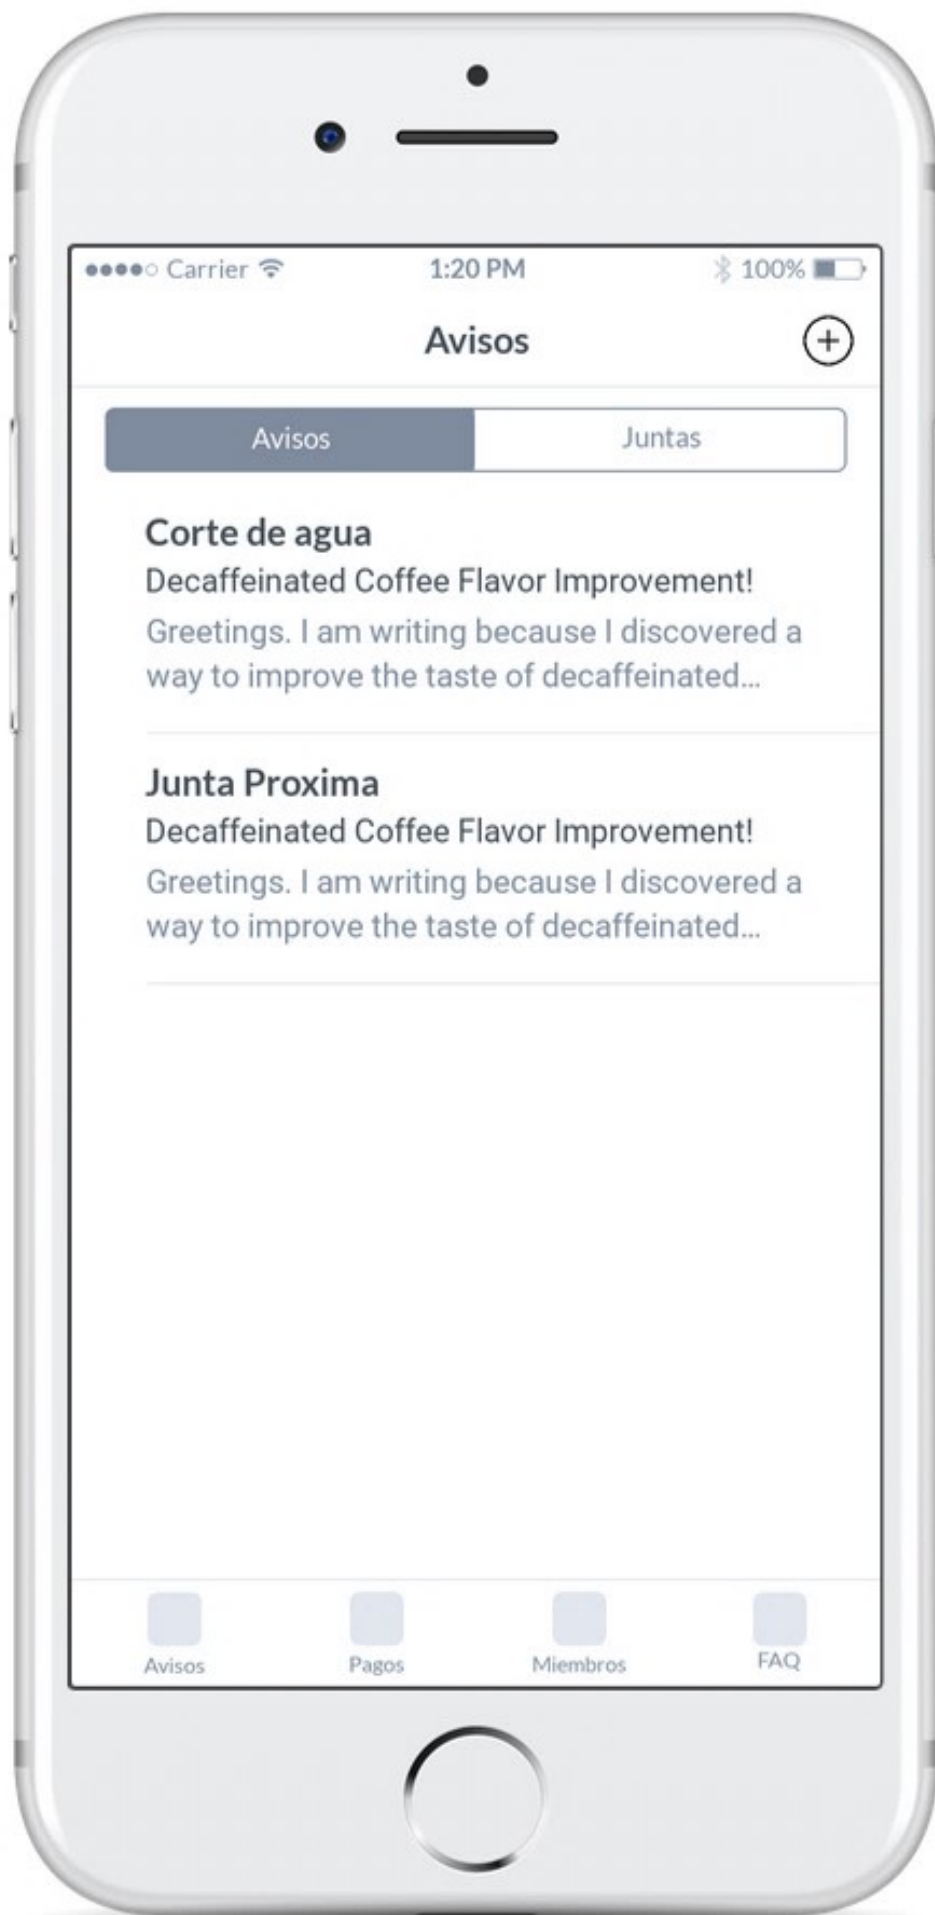 Carrier 1:20 PM 100%
Avisos
Avisos Juntas
Corte de agua
Decaffeinated Coffee Flavor Improvement!
Greetings. I am writing because I discovered a
way to improve the taste of decaffeinated...
Junta Proxima
Decaffeinated Coffee Flavor Improvement!
Greetings. I am writing because I discovered a
way to improve the taste of decaffeinated...
Avisos Pagos Miembros FAQ